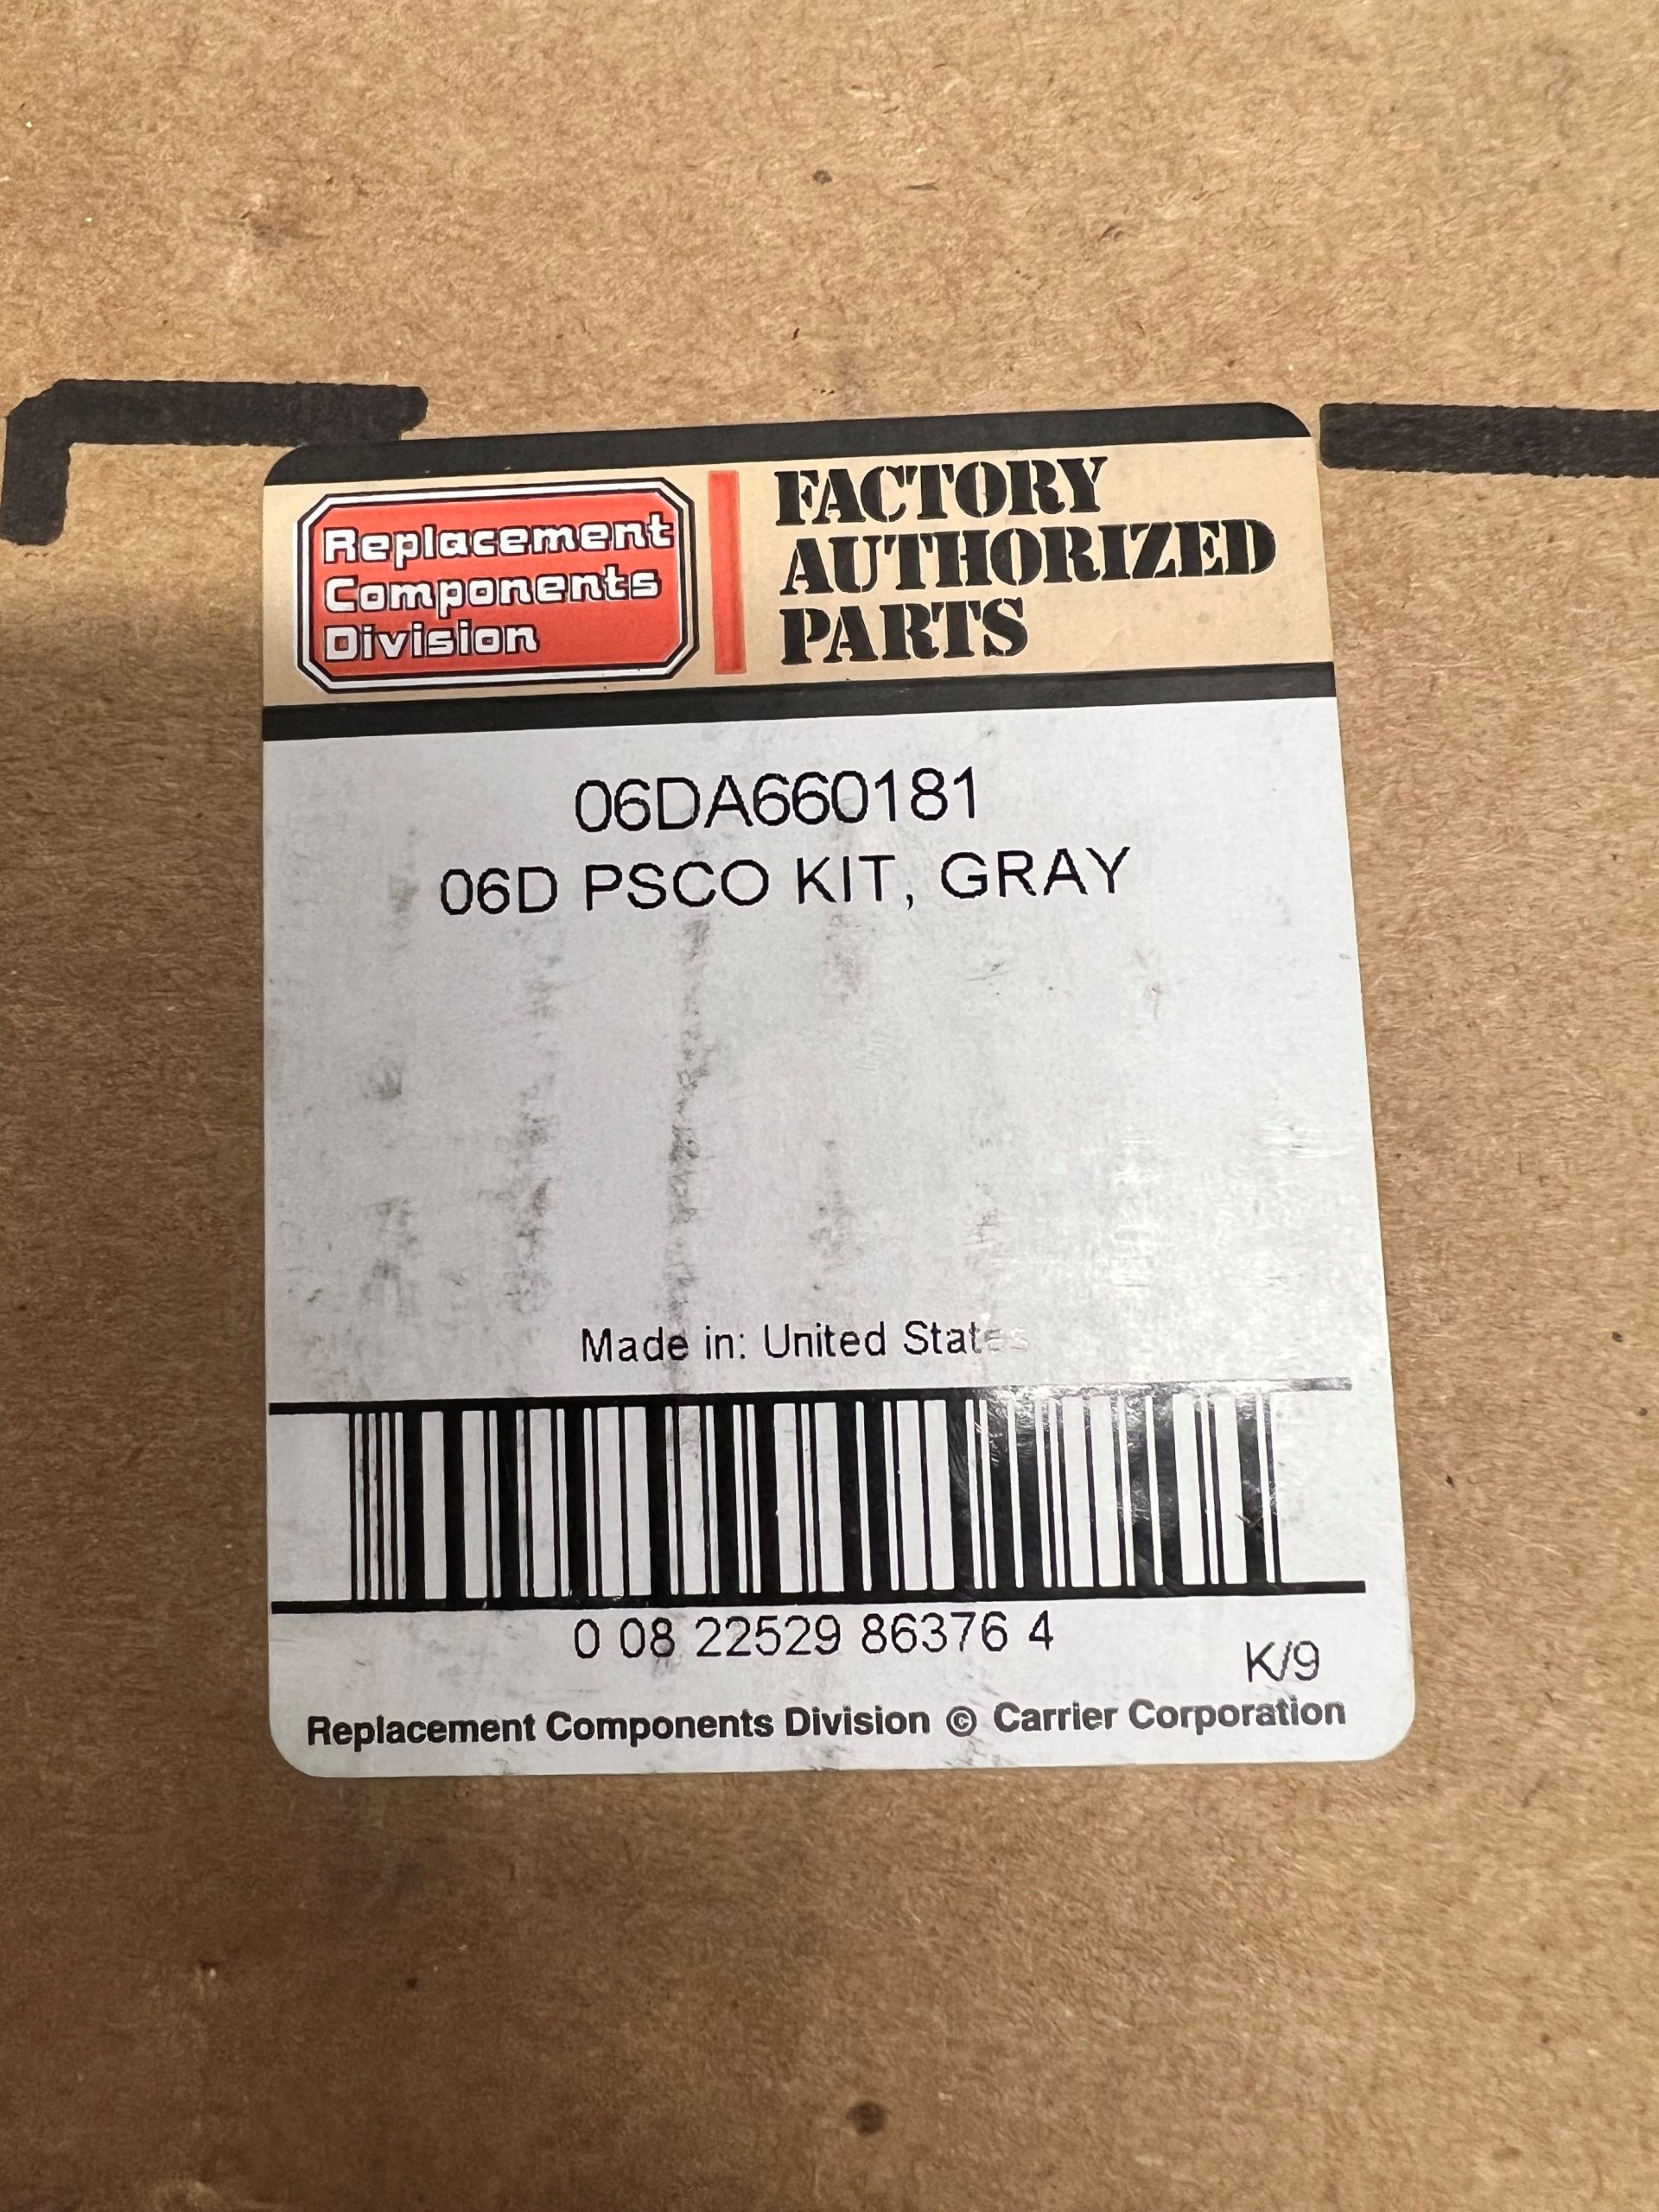 Replacement
Components
Division
FACTORY
AUTHORIZED
PARTS
06DA660181
06D PSCO KIT, GRAY
Made in: United States
0 08 22529 86376 4
K/9
Replacement Components Division © Carrier Corporation